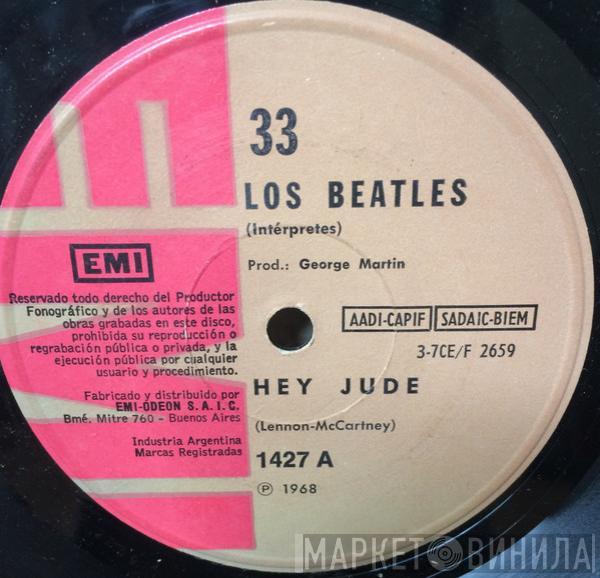 33
LOS BEATLES
(Intérpretes)
Prod.: George Martin
EMI
Reservado todo derecho del Productor
Fonográfico y de los autores de las
obras grabadas en este disco,
prohibida su reproducción o
regrabación pública o privada, y la
ejecución pública por cualquier
usuario y procedimiento.
Fabricado y distribuido por
EMI-ODEON S.A.I.C.
Bmé. Mitre 760 - Buenos Aires
Industria Argentina
Marcas Registradas
AADI-CAPIF SADAIC-BIEM
3-7CE/F 2659
HEY JUDE
(Lennon-McCartney)
1427 A
℗ 1968
МАРКЕТ ВИНИЛА